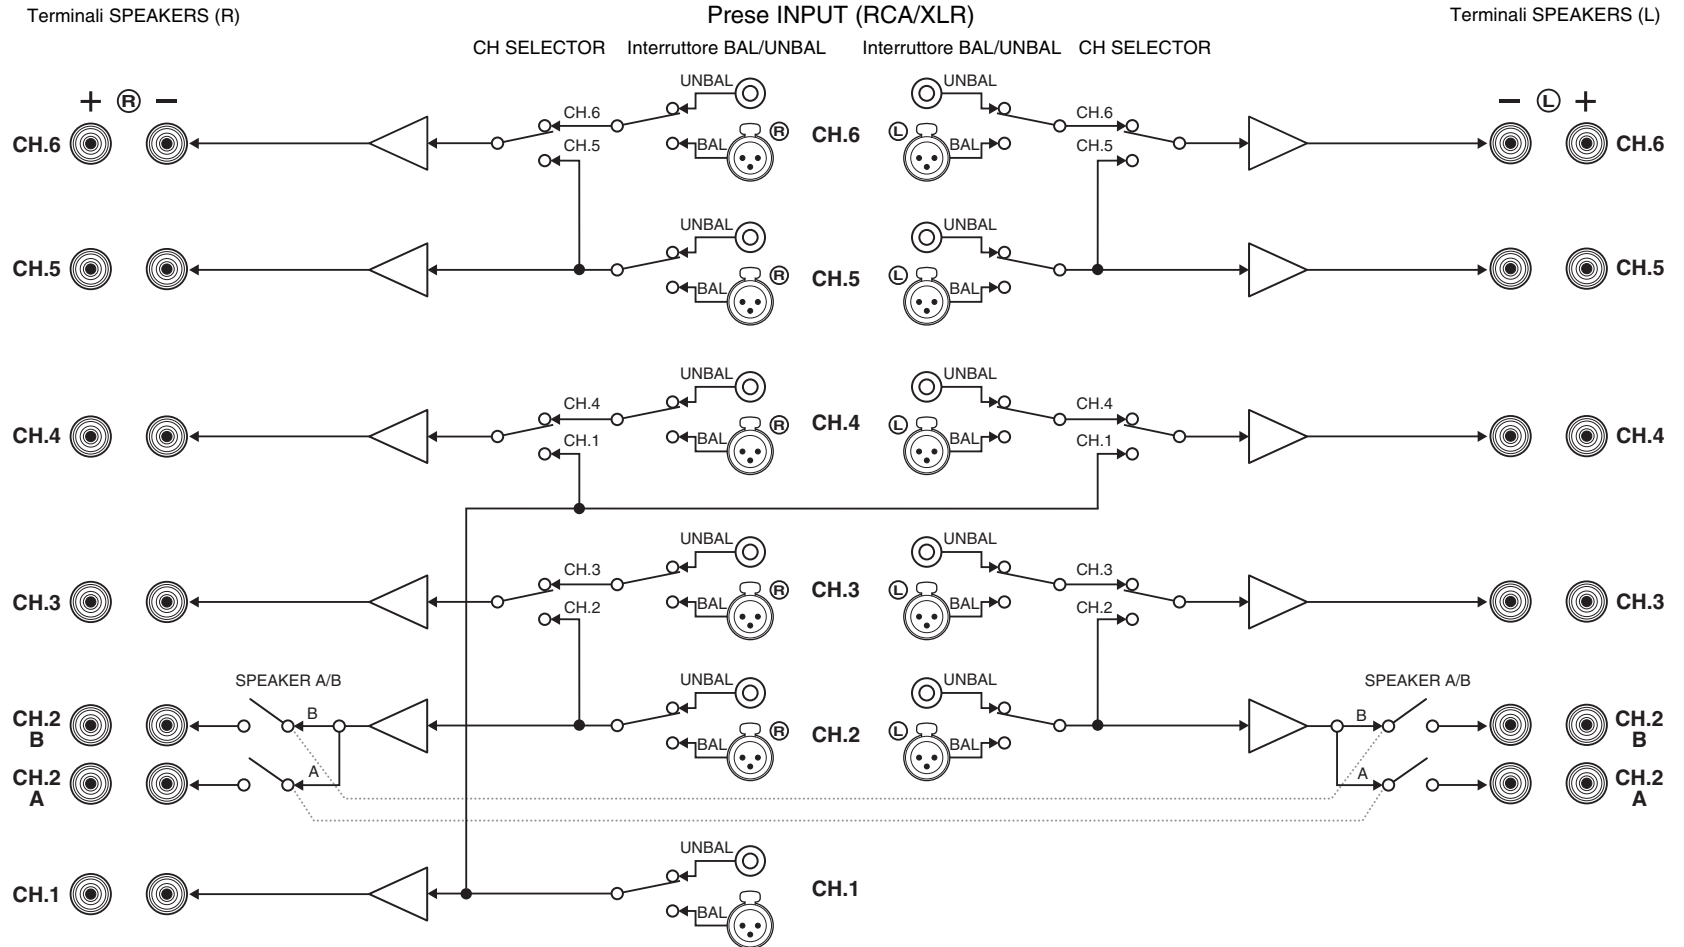 Terminali SPEAKERS (R)
Prese INPUT (RCA/XLR)
Terminali SPEAKERS (L)
CH SELECTOR
Interruttore BAL/UNBAL
Interruttore BAL/UNBAL
CH SELECTOR
+ R −
− L +
CH.6
CH.6
CH.5
UNBAL
BAL
R
CH.6
UNBAL
L
BAL
CH.6
CH.5
CH.6
CH.5
UNBAL
BAL
R
CH.5
UNBAL
L
BAL
CH.5
CH.4
CH.4
CH.1
UNBAL
BAL
R
CH.4
UNBAL
L
BAL
CH.4
CH.1
CH.4
CH.3
CH.3
CH.2
UNBAL
BAL
R
CH.3
UNBAL
L
BAL
CH.3
CH.2
CH.3
SPEAKER A/B
CH.2
B
B
CH.2
A
A
UNBAL
BAL
R
CH.2
UNBAL
L
BAL
SPEAKER A/B
B
CH.2
B
A
CH.2
A
CH.1
UNBAL
BAL
CH.1